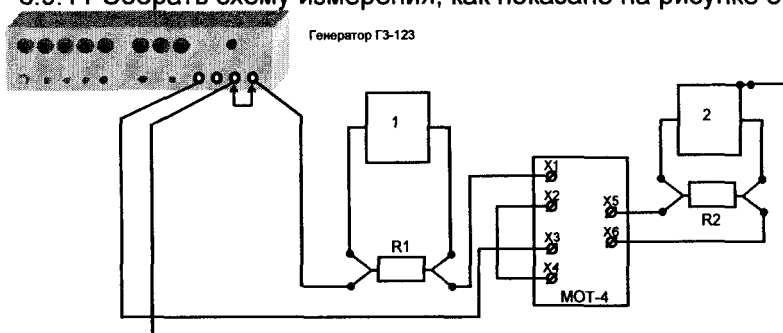 Собрать схему измерения, как показано на рисунке
Генератор Г3-123
1
2
X1
X2
X3
X4
X5
X6
R1
R2
МОТ-4